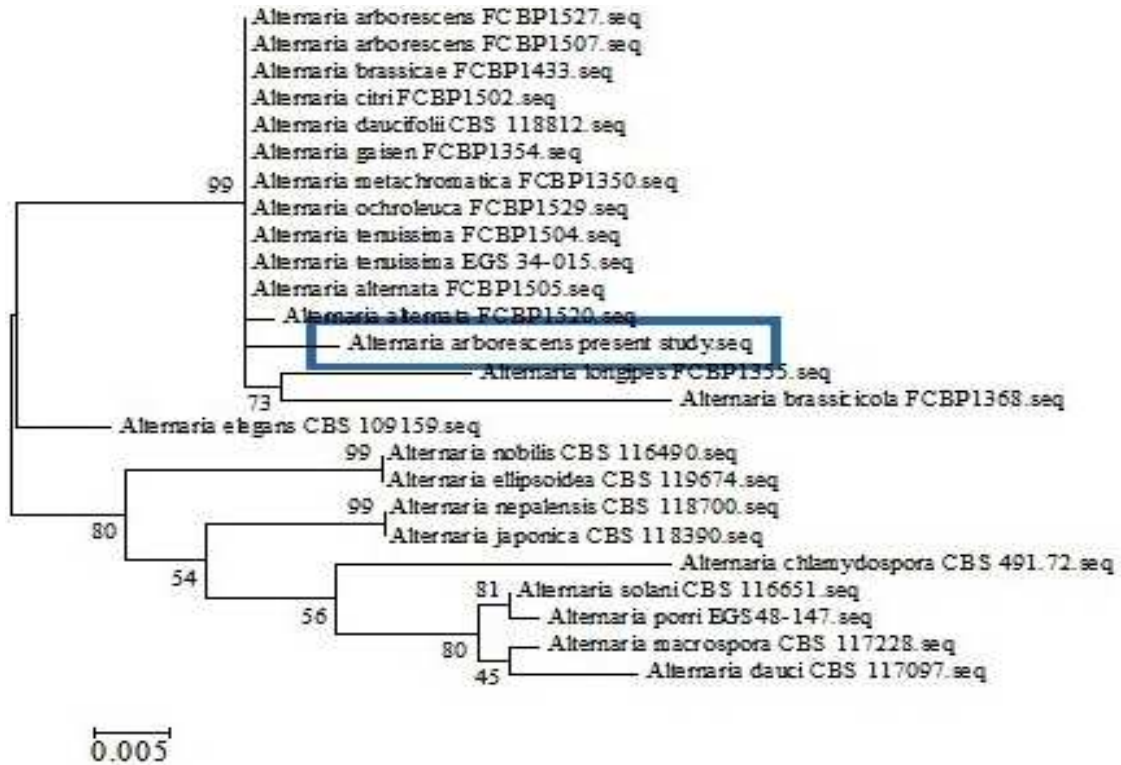 Alternaria arborescens FCBP1527.seq
Alternaria arborescens FCBP1507.seq
Alternaria brassicae FCBP1433.seq
Alternaria citri FCBP1502.seq
Alternaria daucifolii CBS 118812.seq
Alternaria gaisen FCBP1354.seq
Alternaria metachromatica FCBP1350.seq
99
Alternaria ochroleuca FCBP1529.seq
Alternaria tenuissima FCBP1504.seq
Alternaria tenuissima EGS 34-015.seq
Alternaria alternata FCBP1505.seq
Alternaria alternata FCBP1520.seq
Alternaria arborescens present study.seq
Alternaria longipes FCBP1355.seq
73
Alternaria brassicicola FCBP1368.seq
Alternaria elegans CBS 109159.seq
99 Alternaria nobilis CBS 116490.seq
Alternaria ellipsoidea CBS 119674.seq
99 Alternaria nepalensis CBS 118700.seq
80
Alternaria japonica CBS 118390.seq
Alternaria chlamydospora CBS 491.72.seq
54
81 Alternaria solani CBS 116651.seq
56
Alternaria porri EGS48-147.seq
Alternaria macrospora CBS 117228.seq
80
Alternaria dauci CBS 117097.seq
45
0.005